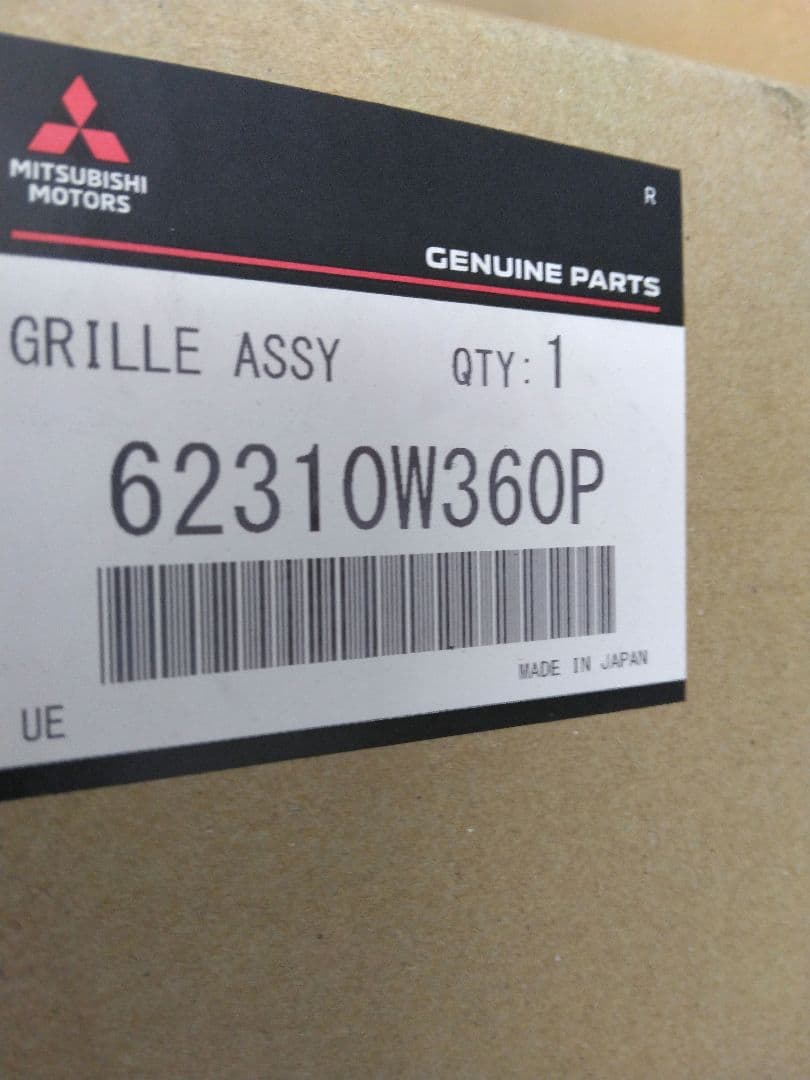 MITSUBISHI
MOTORS
R
GENUINE PARTS
GRILLE ASSY QTY: 1
62310W360P
MADE IN JAPAN
UE